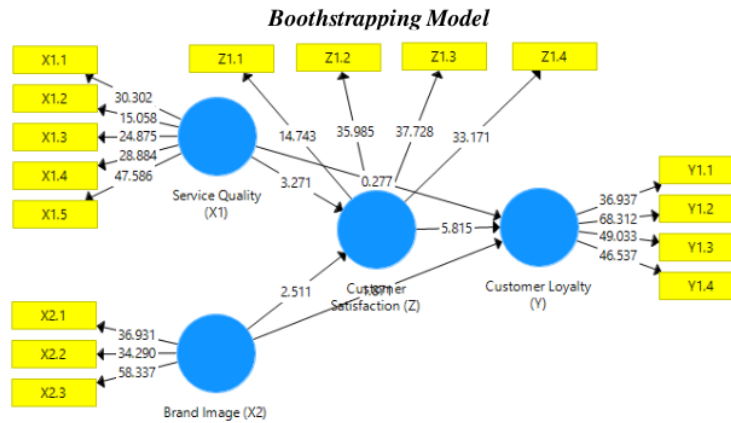 Boothstrapping Model
X1.1
X1.2
X1.3
X1.4
X1.5
Z1.1
Z1.2
Z1.3
Z1.4
30.302
15.058
24.875
28.884
47.586
14.743
35.985
37.728
33.171
Service Quality
(X1)
3.271
0.277
Y1.1
Y1.2
Y1.3
Y1.4
36.937
68.312
49.033
46.537
5.815
Customer
Satisfaction (Z)
Customer Loyalty
(Y)
2.511
X2.1
X2.2
X2.3
36.931
34.290
58.337
Brand Image (X2)